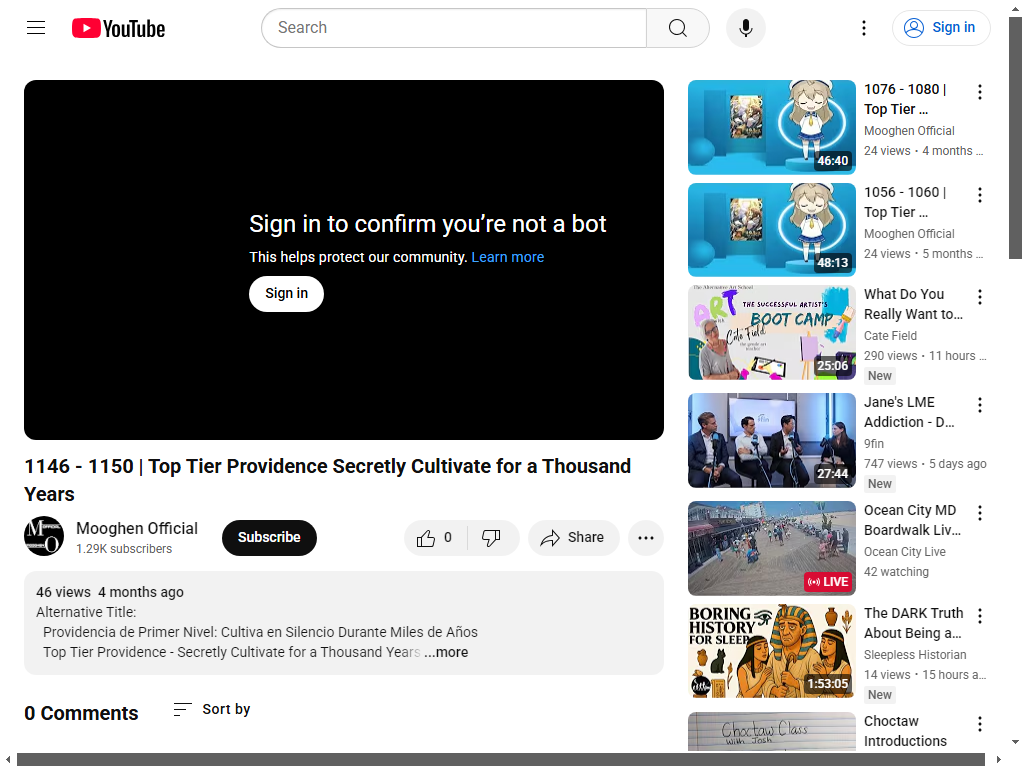 YouTube
Search
Sign in
Sign in to confirm you’re not a bot
This helps protect our community. Learn more
Sign in
1146 - 1150 | Top Tier Providence Secretly Cultivate for a Thousand
Years
Mooghen Official
1.29K subscribers
Subscribe
0
Share
46 views 4 months ago
Alternative Title:
Providencia de Primer Nivel: Cultiva en Silencio Durante Miles de Años
Top Tier Providence - Secretly Cultivate for a Thousand Years ...more
0 Comments
Sort by
46:40
1076 - 1080 |
Top Tier …
Mooghen Official
24 views • 4 months …
48:13
1056 - 1060 |
Top Tier …
Mooghen Official
24 views • 5 months …
The Alternative Art School
ART
THE SUCCESSFUL ARTIST'S
BOOT CAMP
with
Cate Field
25:06
What Do You
Really Want to…
Cate Field
290 views • 11 hours …
New
9fin
27:44
Jane's LME
Addiction - D…
9fin
747 views • 5 days ago
New
LIVE
Ocean City MD
Boardwalk Liv…
Ocean City Live
42 watching
BORING
HISTORY
FOR SLEEP
1:53:05
The DARK Truth
About Being a…
Sleepless Historian
14 views • 15 hours a…
New
Choctaw Class
With Josh
Choctaw
Introductions